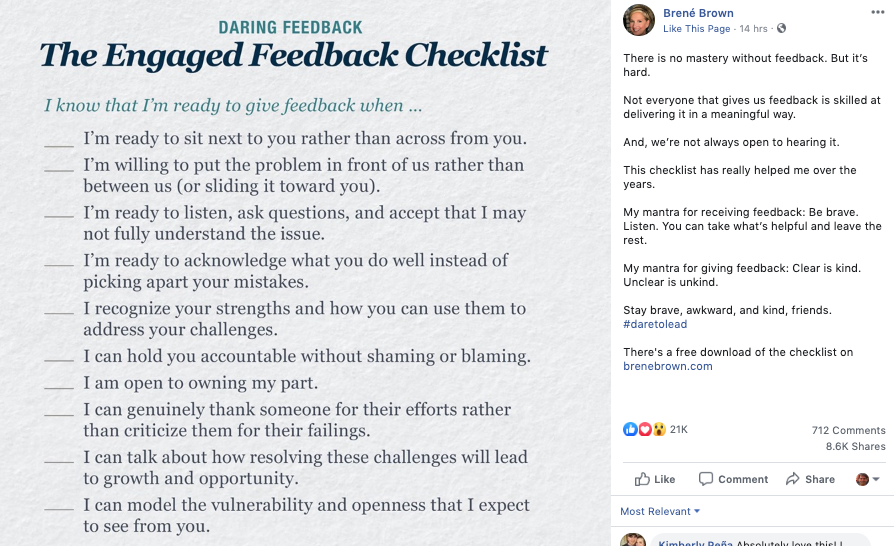 DARING FEEDBACK
The Engaged Feedback Checklist
I know that I'm ready to give feedback when ...
___ I'm ready to sit next to you rather than across from you.
___ I'm willing to put the problem in front of us rather than
between us (or sliding it toward you).
___ I'm ready to listen, ask questions, and accept that I may
not fully understand the issue.
___ I'm ready to acknowledge what you do well instead of
picking apart your mistakes.
___ I recognize your strengths and how you can use them to
address your challenges.
___ I can hold you accountable without shaming or blaming.
___ I am open to owning my part.
___ I can genuinely thank someone for their efforts rather
than criticize them for their failings.
___ I can talk about how resolving these challenges will lead
to growth and opportunity.
___ I can model the vulnerability and openness that I expect
to see from you.
Brené Brown
Like This Page · 14 hrs ·
There is no mastery without feedback. But it's
hard.
Not everyone that gives us feedback is skilled at
delivering it in a meaningful way.
And, we're not always open to hearing it.
This checklist has really helped me over the
years.
My mantra for receiving feedback: Be brave.
Listen. You can take what's helpful and leave the
rest.
My mantra for giving feedback: Clear is kind.
Unclear is unkind.
Stay brave, awkward, and kind, friends.
#daretolead
There's a free download of the checklist on
brenebrown.com
21K
712 Comments
8.6K Shares
Like Comment Share
Most Relevant
Kimberly Peña Absolutely love this! I